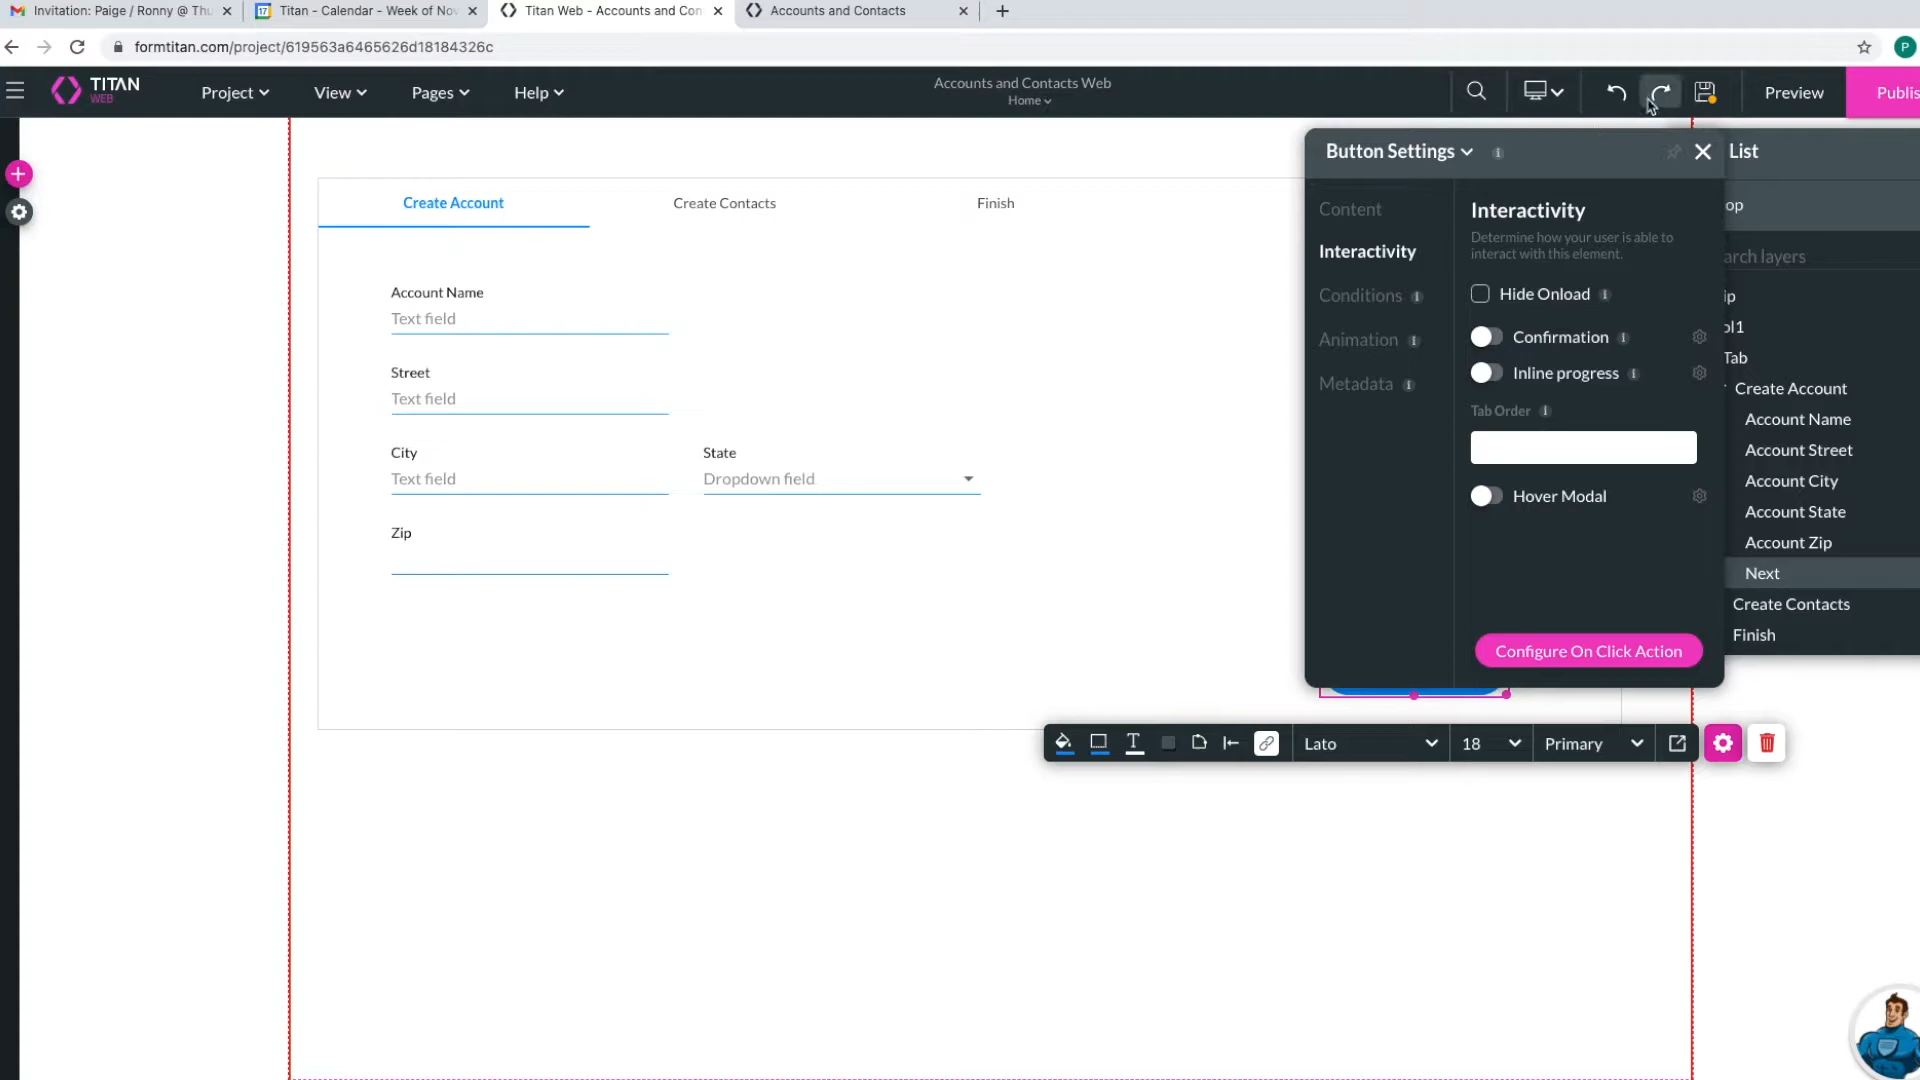 Invitation: Paige / Ronny @ Thu
Titan - Calendar - Week of Nov
Titan Web - Accounts and Con
Accounts and Contacts
formtitan.com/project/619563a6465626d18184326c
P
TITAN
WEB
Project
View
Pages
Help
Accounts and Contacts Web
Home
Preview
Publis
Button Settings
List
Create Account
Create Contacts
Finish
Content
Interactivity
Conditions
Animation
Metadata
Interactivity
Determine how your user is able to
interact with this element.
Hide Onload
Confirmation
Inline progress
Tab Order
Hover Modal
Configure On Click Action
op
arch layers
ip
ol1
Tab
Create Account
Account Name
Account Street
Account City
Account State
Account Zip
Next
Create Contacts
Finish
Account Name
Text field
Street
Text field
City
Text field
State
Dropdown field
Zip
Lato
18
Primary